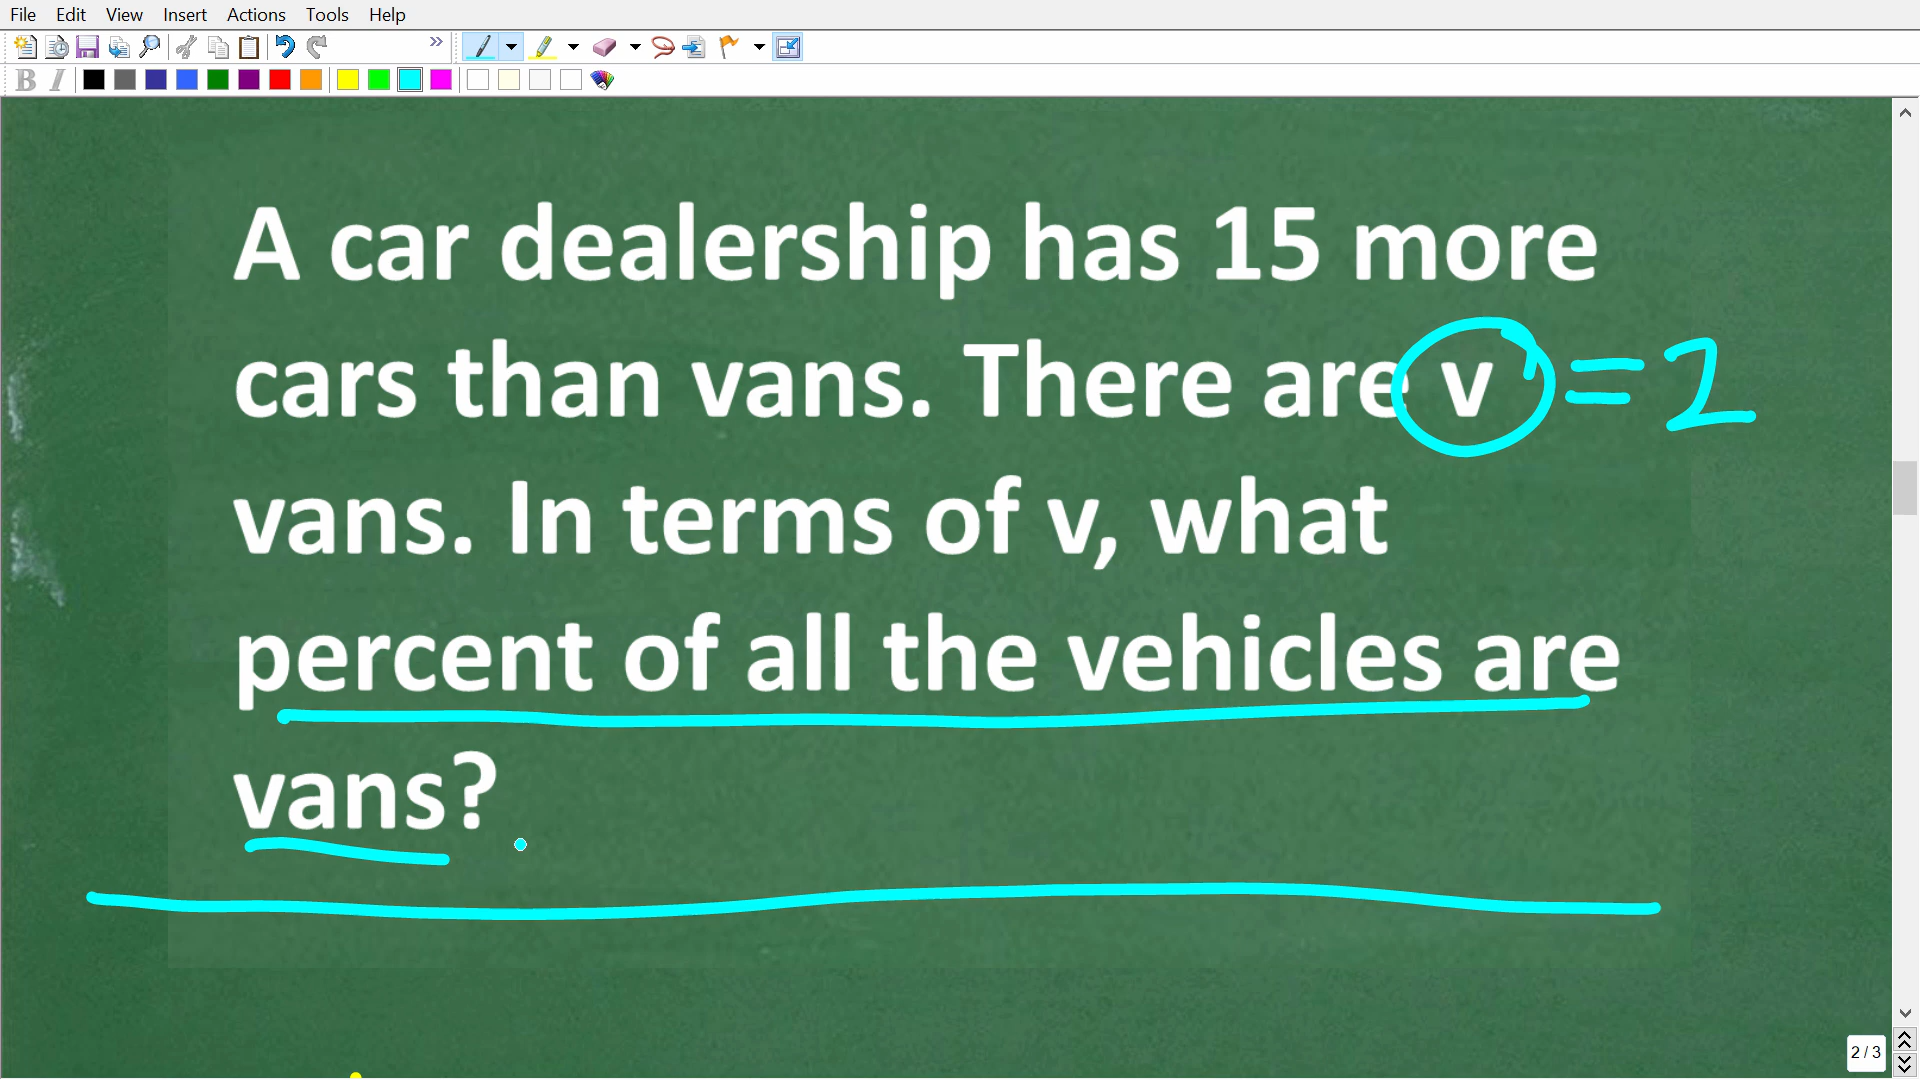 File Edit View Insert Actions Tools Help
B I
A car dealership has 15 more
cars than vans. There are v = 2
vans. In terms of v, what
percent of all the vehicles are
vans?
2 / 3